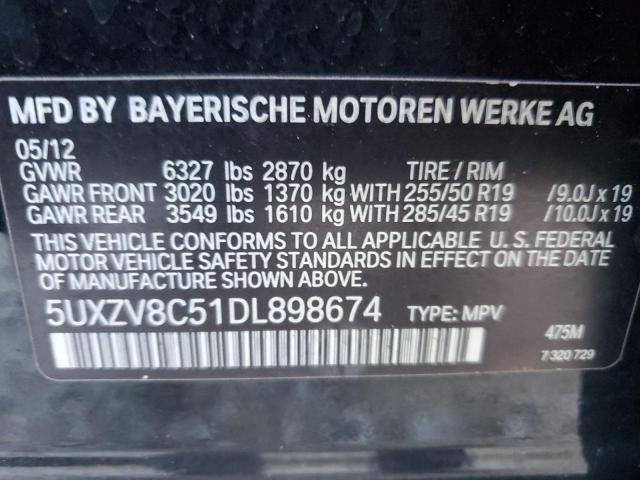 MFD BY BAYERISCHE MOTOREN WERKE AG
05/12
GVWR 6327 lbs 2870 kg TIRE / RIM
GAWR FRONT 3020 lbs 1370 kg WITH 255/50 R19 /9.0J x 19
GAWR REAR 3549 lbs 1610 kg WITH 285/45 R19 /10.0J x 19
THIS VEHICLE CONFORMS TO ALL APPLICABLE U. S. FEDERAL
MOTOR VEHICLE SAFETY STANDARDS IN EFFECT ON THE DATE
OF MANUFACTURE SHOWN ABOVE.
5UXZV8C51DL898674 TYPE: MPV
475M
7 320 729